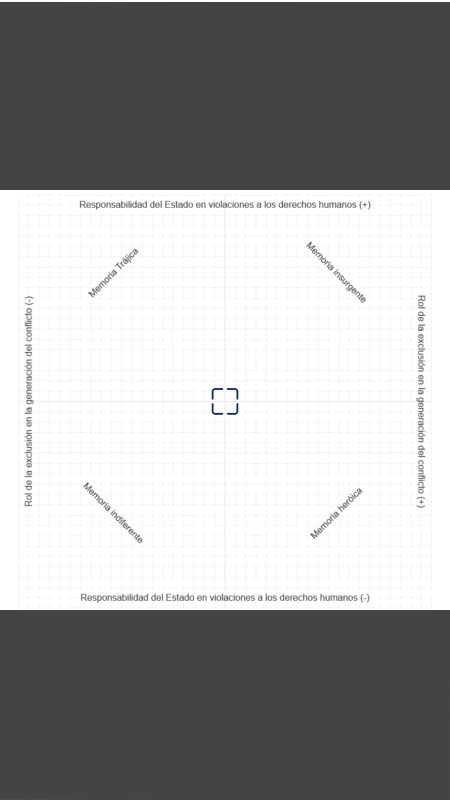 Responsabilidad del Estado en violaciones a los derechos humanos (+)
Memoria Trájica
Memoria insurgente
Rol de la exclusión en la generación del conflicto (-)
Rol de la exclusión en la generación del conflicto (+)
Memoria indiferente
Memoria heróica
Responsabilidad del Estado en violaciones a los derechos humanos (-)